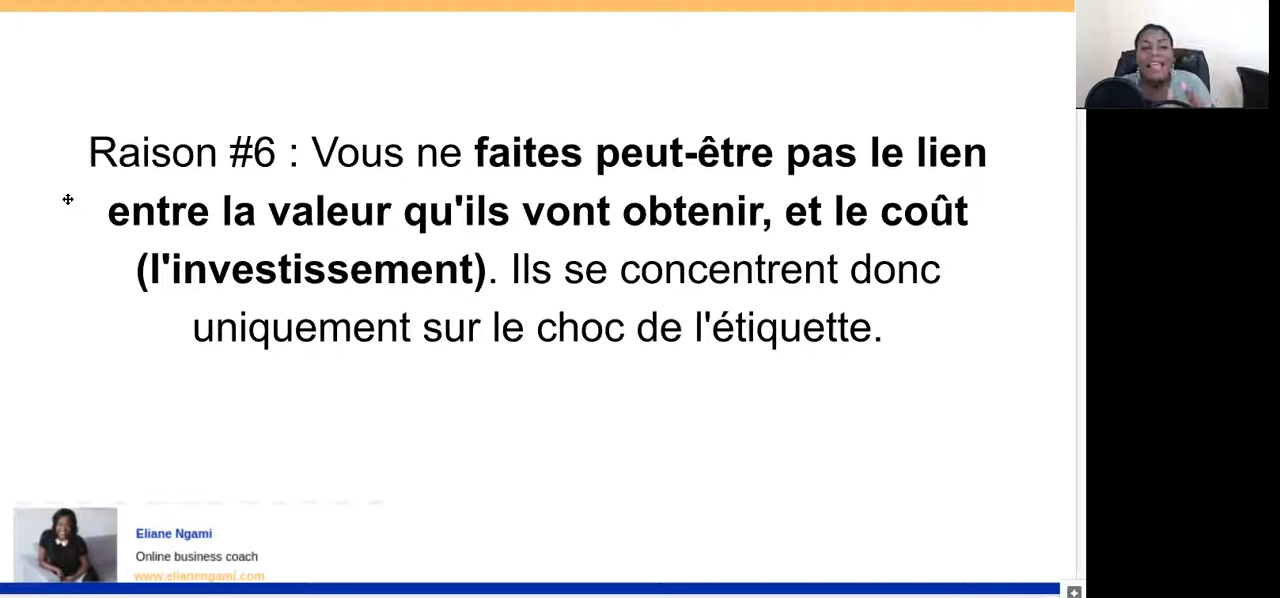 Raison #6 : Vous ne faites peut-être pas le lien
entre la valeur qu'ils vont obtenir, et le coût
(l'investissement). Ils se concentrent donc
uniquement sur le choc de l'étiquette.
Eliane Ngami
Online business coach
www.elianengami.com